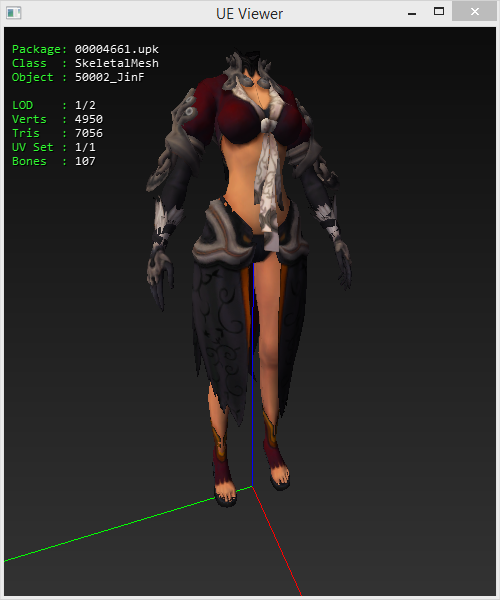 UE Viewer
Package: 00004661.upk
Class  : SkeletalMesh
Object : 50002_JinF
LOD    : 1/2
Verts  : 4950
Tris   : 7056
UV Set : 1/1
Bones  : 107